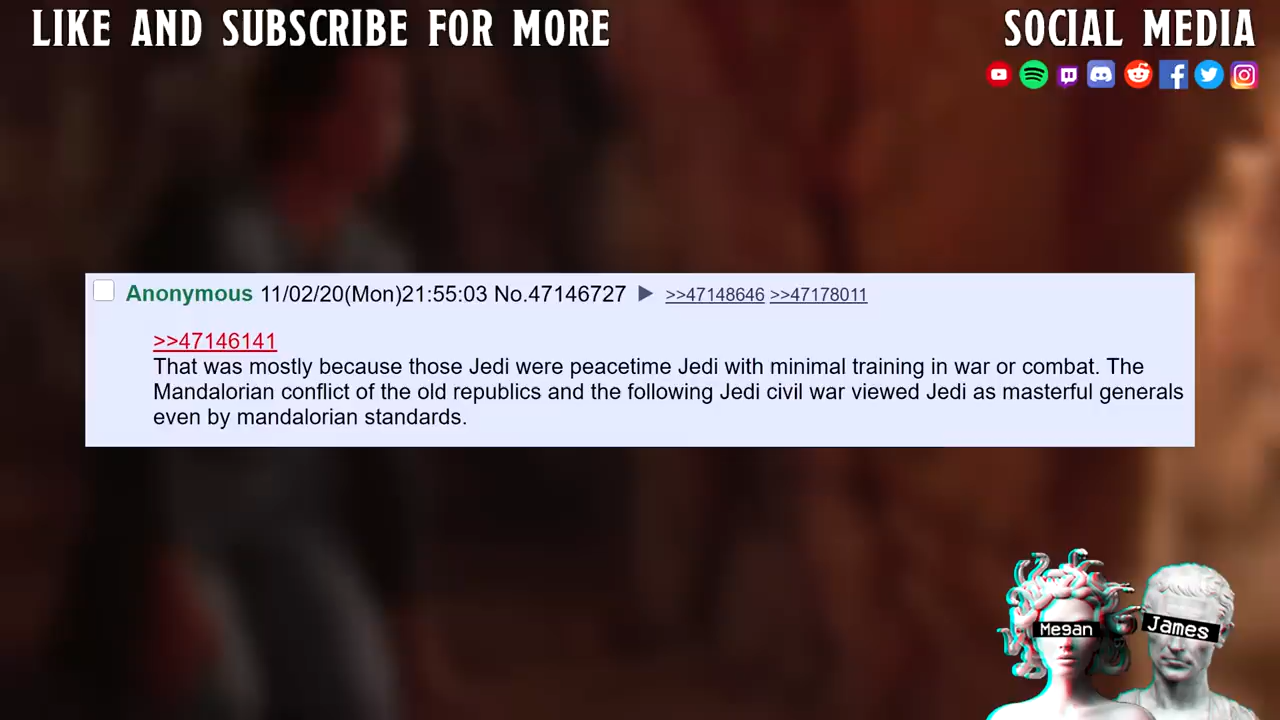 LIKE AND SUBSCRIBE FOR MORE
SOCIAL MEDIA
Anonymous 11/02/20(Mon)21:55:03 No.47146727 ▶ >>47148646 >>47178011
>>47146141
That was mostly because those Jedi were peacetime Jedi with minimal training in war or combat. The
Mandalorian conflict of the old republics and the following Jedi civil war viewed Jedi as masterful generals
even by mandalorian standards.
Megan
James